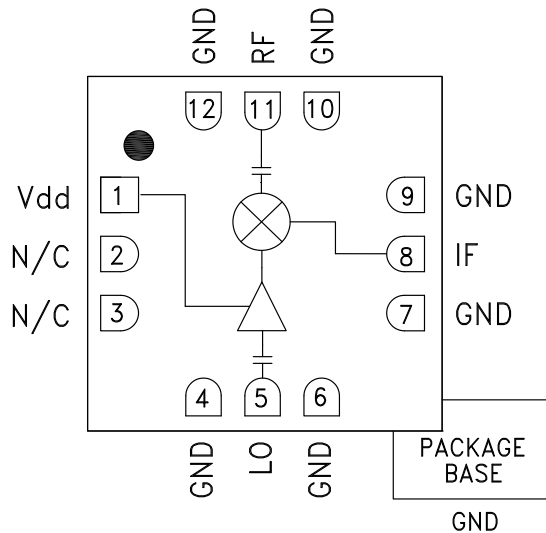 GND RF GND
12 11 10
Vdd 1 9 GND
N/C 2 8 IF
N/C 3 7 GND
4 5 6
GND LO GND
PACKAGE
BASE
GND